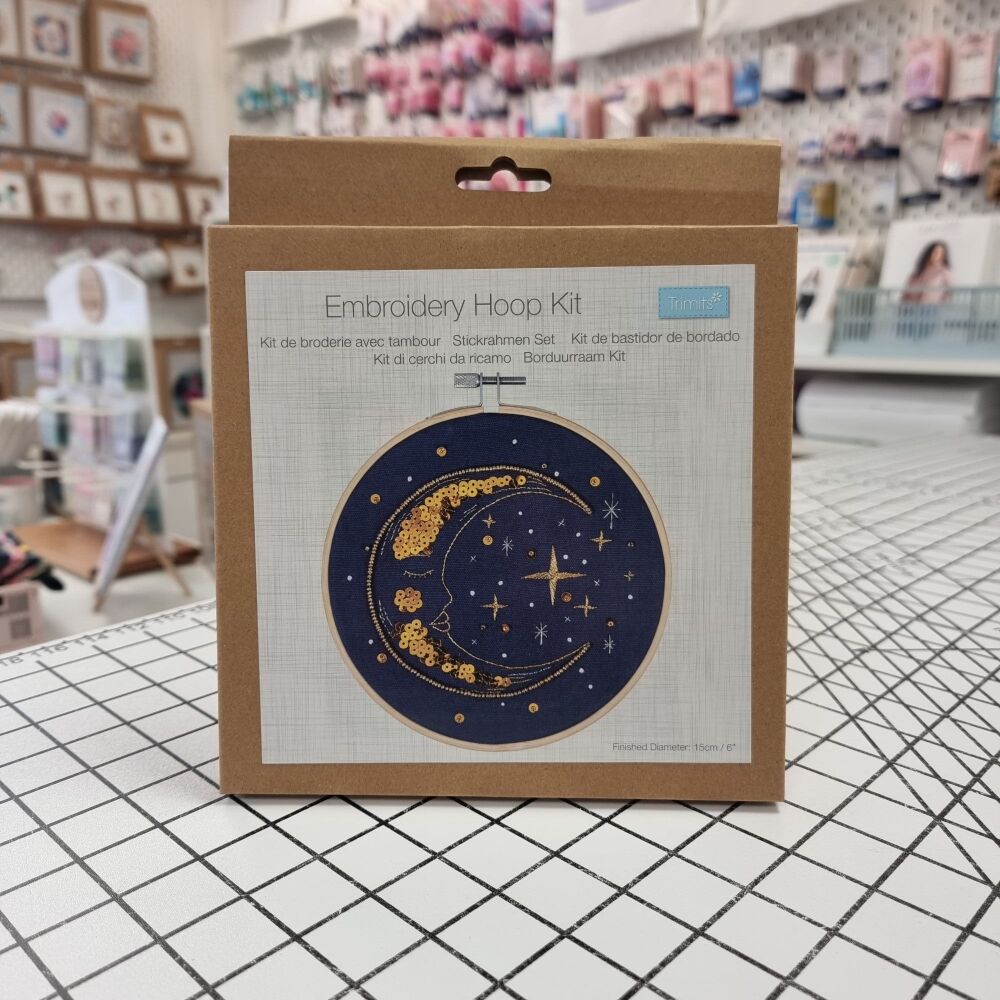 Embroidery Hoop Kit
Trimits
Kit de broderie avec tambour Stickrahmen Set Kit de bastidor de bordado
Kit di cerchi da ricamo Borduurraam Kit
Finished Diameter: 15cm / 6"